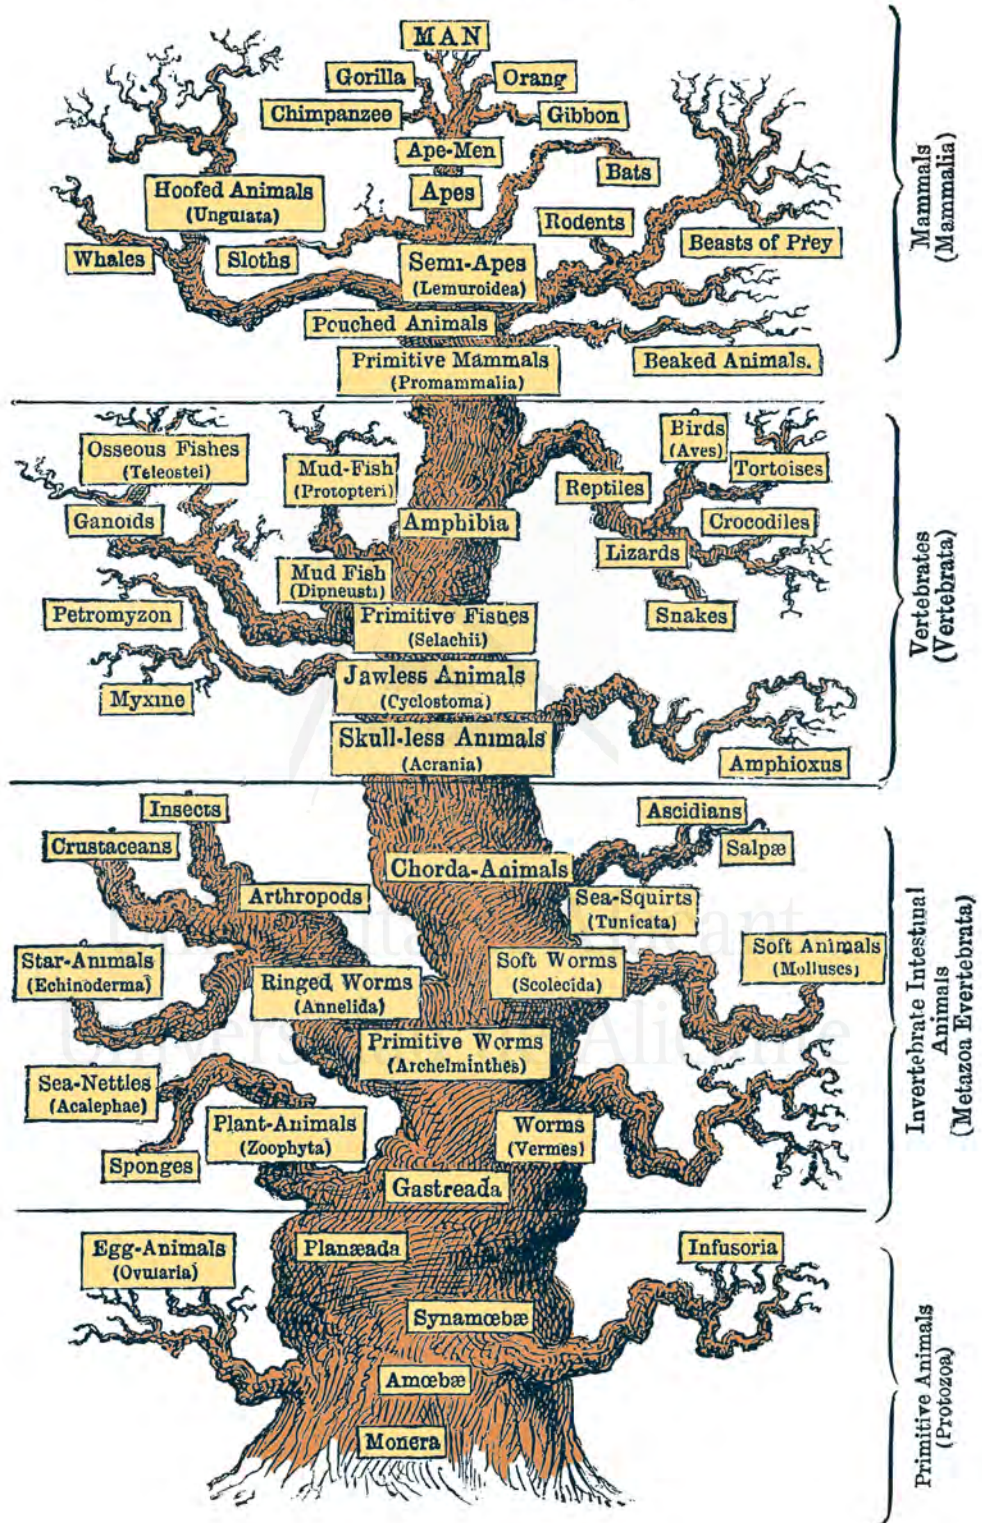 MAN
Gorilla
Orang
Chimpanzee
Gibbon
Ape-Men
Bats
Hoofed Animals
(Ungulata)
Apes
Rodents
Beasts of Prey
Whales
Sloths
Semi-Apes
(Lemuroidea)
Pouched Animals
Primitive Mammals
(Promammalia)
Beaked Animals.
Mammals
(Mammalia)
Osseous Fishes
(Teleostei)
Mud-Fish
(Protopteri)
Birds
(Aves)
Tortoises
Reptiles
Ganoids
Amphibia
Crocodiles
Lizards
Mud Fish
(Dipneusti)
Petromyzon
Primitive Fishes
(Selachii)
Snakes
Jawless Animals
(Cyclostoma)
Myxine
Skull-less Animals
(Acrania)
Amphioxus
Vertebrates
(Vertebrata)
Insects
Ascidians
Crustaceans
Salpæ
Chorda-Animals
Arthropods
Sea-Squirts
(Tunicata)
Star-Animals
(Echinoderma)
Ringed Worms
(Annelida)
Soft Worms
(Scolecida)
Soft Animals
(Molluscs)
Primitive Worms
(Archelminthes)
Sea-Nettles
(Acalephae)
Plant-Animals
(Zoophyta)
Worms
(Vermes)
Sponges
Gastreada
Invertebrate Intestinal
Animals
(Metazoa Evertebrata)
Egg-Animals
(Ovularia)
Planæada
Infusoria
Synamœbæ
Amœbæ
Monera
Primitive Animals
(Protozoa)